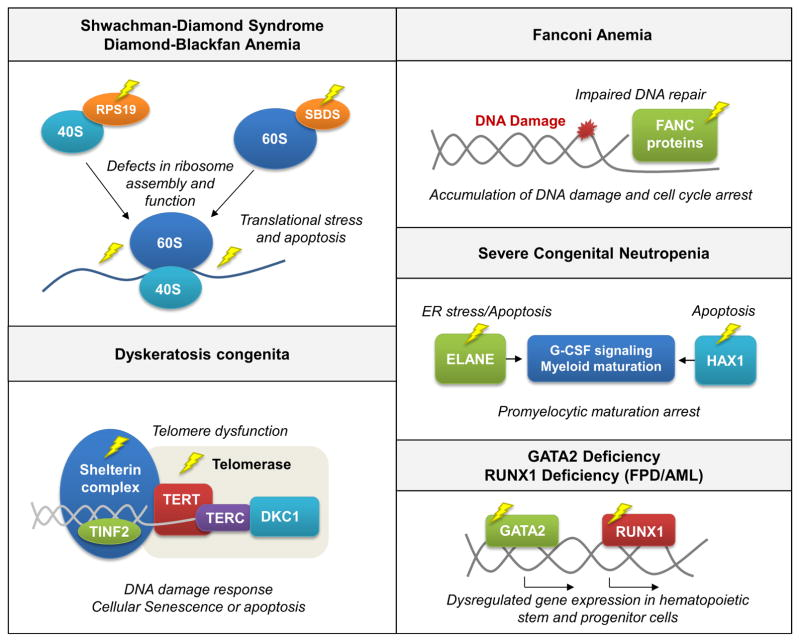 Shwachman-Diamond Syndrome
Diamond-Blackfan Anemia
RPS19
40S
SBDS
60S
Defects in ribosome
assembly and
function
Translational stress
and apoptosis
60S
40S
Dyskeratosis congenita
Telomere dysfunction
Shelterin
complex
Telomerase
TERT
TERC
DKC1
TINF2
DNA damage response
Cellular Senescence or apoptosis
Fanconi Anemia
Impaired DNA repair
DNA Damage
FANC
proteins
Accumulation of DNA damage and cell cycle arrest
Severe Congenital Neutropenia
ER stress/Apoptosis
Apoptosis
ELANE
G-CSF signaling
Myeloid maturation
HAX1
Promyelocytic maturation arrest
GATA2 Deficiency
RUNX1 Deficiency (FPD/AML)
GATA2
RUNX1
Dysregulated gene expression in hematopoietic
stem and progenitor cells